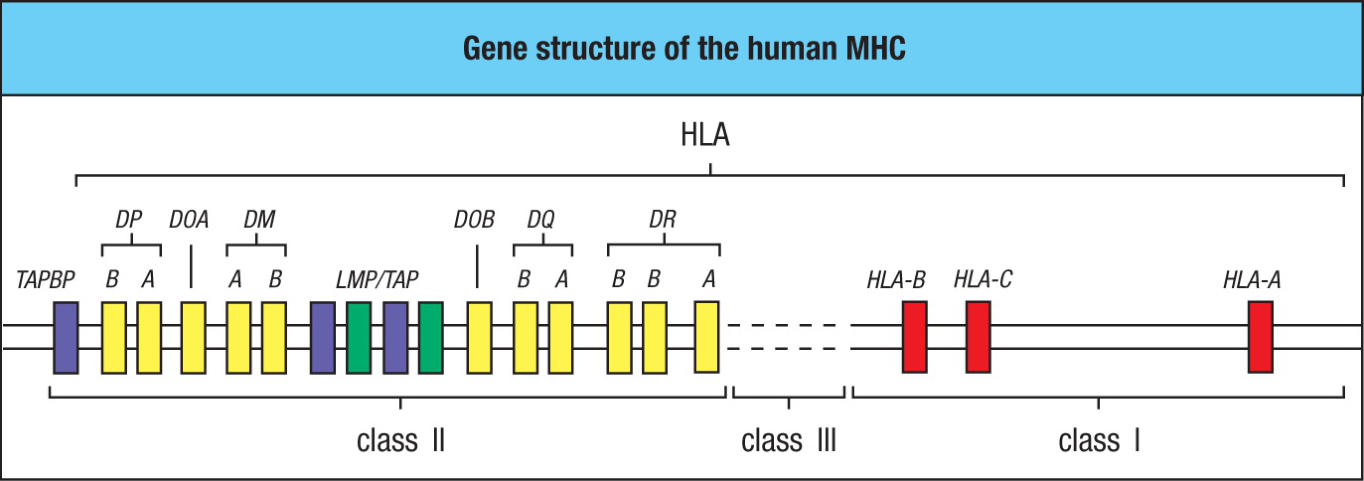 Gene structure of the human MHC
HLA
DP DOA DM DOB DQ DR
TAPBP B A A B LMP/TAP B A B B A HLA-B HLA-C HLA-A
class II class III class I